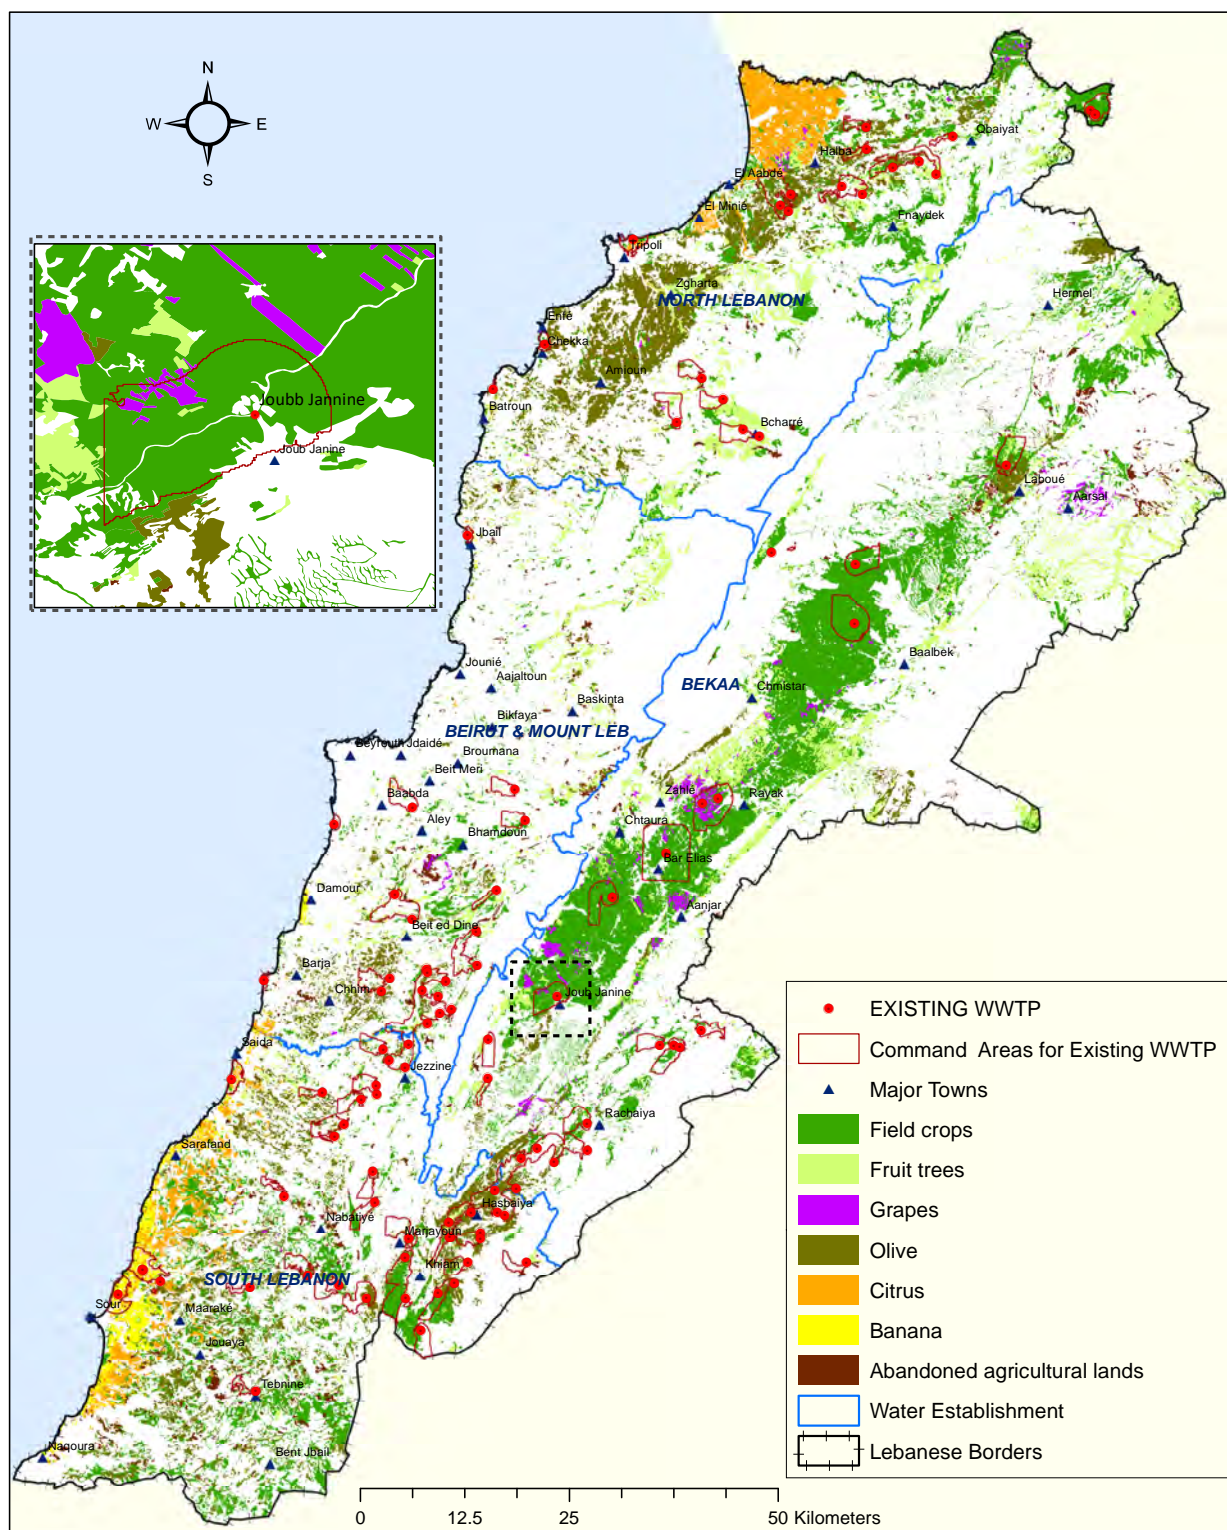 N
W
E
S
Qbaiyat
Halba
El Aabdé
El Minié
Fnaydek
Tripoli
Zgharta
NORTH LEBANON
Hermel
Enfé
Chekka
Amioun
Batroun
Bcharré
Joubb Jannine
Joub Janine
Laboué
Aarsal
Jbail
Baalbek
Jounié
Aajaltoun
BEKAA
Chmistar
Baskinta
Bikfaya
BEIRUT & MOUNT LEB
Beyrouth
Jdaidé
Broumana
Beit Meri
Zahlé
Rayak
Baabda
Aley
Chtaura
Bhamdoun
Bar Elias
Damour
Aanjar
Beit ed Dine
Barja
Chhim
Joub Janine
Saida
Jezzine
Rachaiya
Sarafand
Hasbaiya
Nabatiyé
Marjayoun
Khiam
SOUTH LEBANON
Sour
Maaraké
Jouaya
Tebnine
Naqoura
Bent Jbail
EXISTING WWTP
Command Areas for Existing WWTP
Major Towns
Field crops
Fruit trees
Grapes
Olive
Citrus
Banana
Abandoned agricultural lands
Water Establishment
Lebanese Borders
0 12.5 25 50 Kilometers